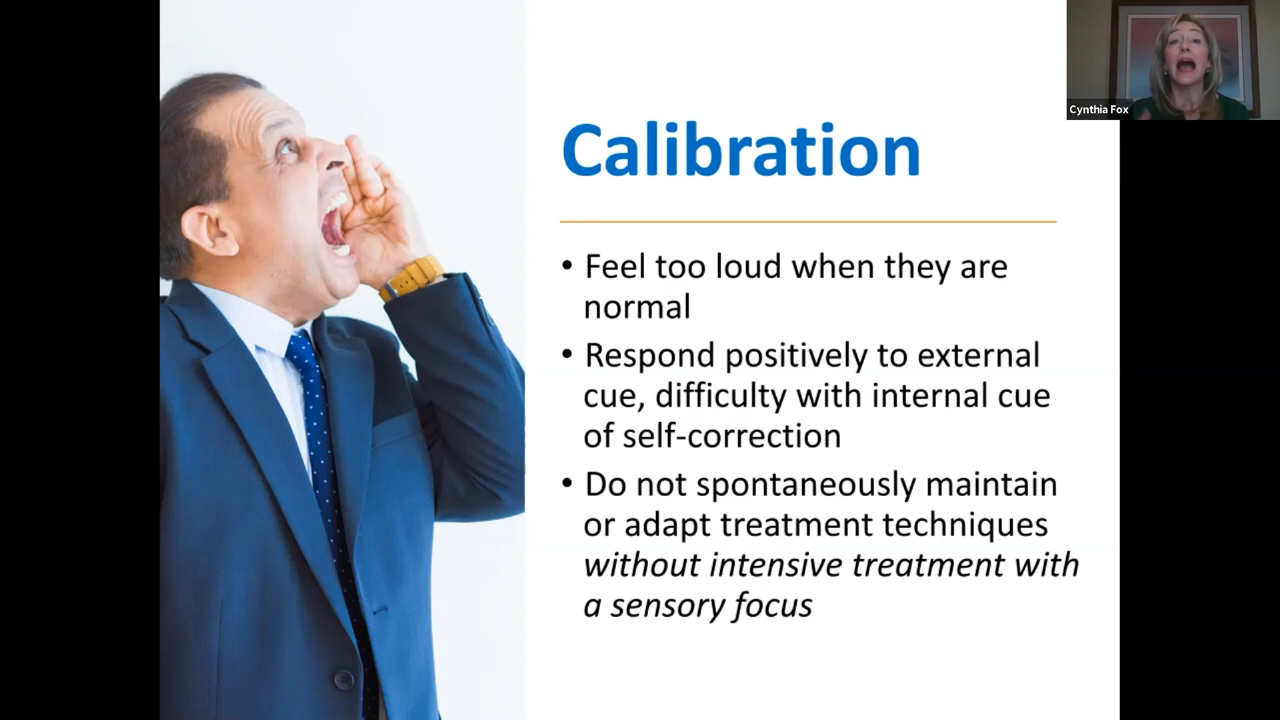 Cynthia Fox
Calibration
• Feel too loud when they are
normal
• Respond positively to external
cue, difficulty with internal cue
of self-correction
• Do not spontaneously maintain
or adapt treatment techniques
without intensive treatment with
a sensory focus